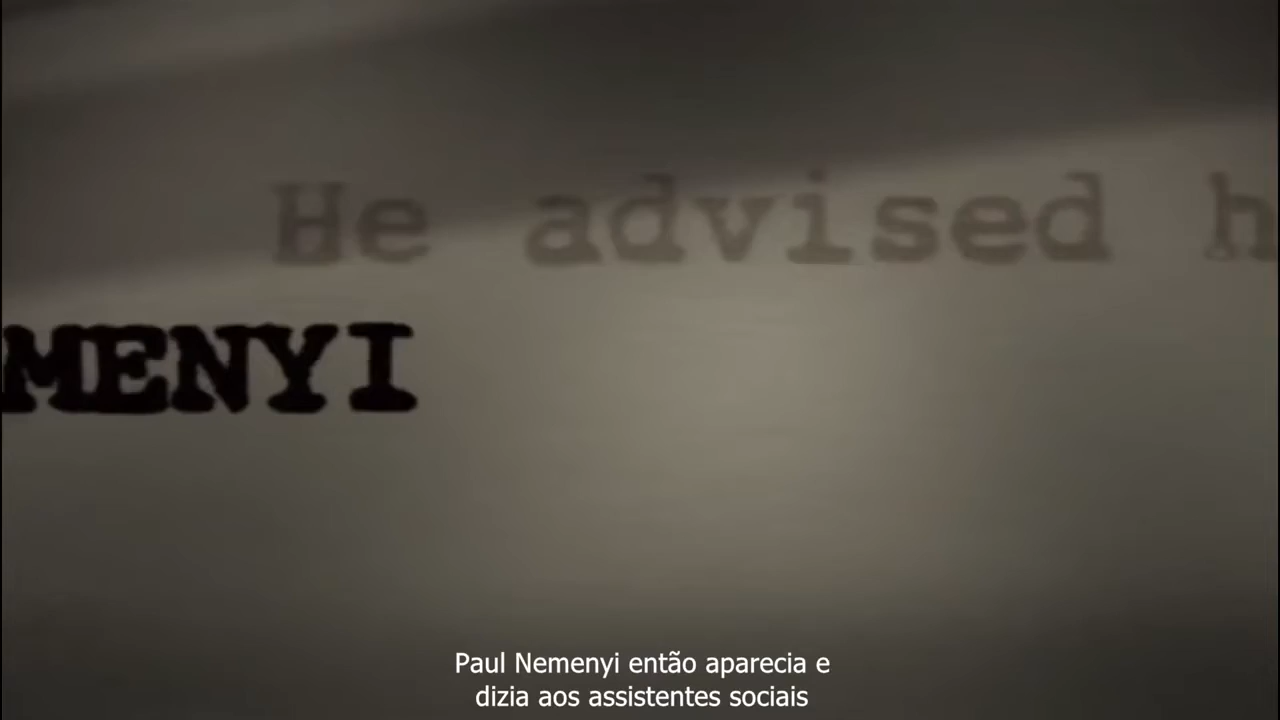 He advised h
MENYI
Paul Nemenyi então aparecia e
dizia aos assistentes sociais